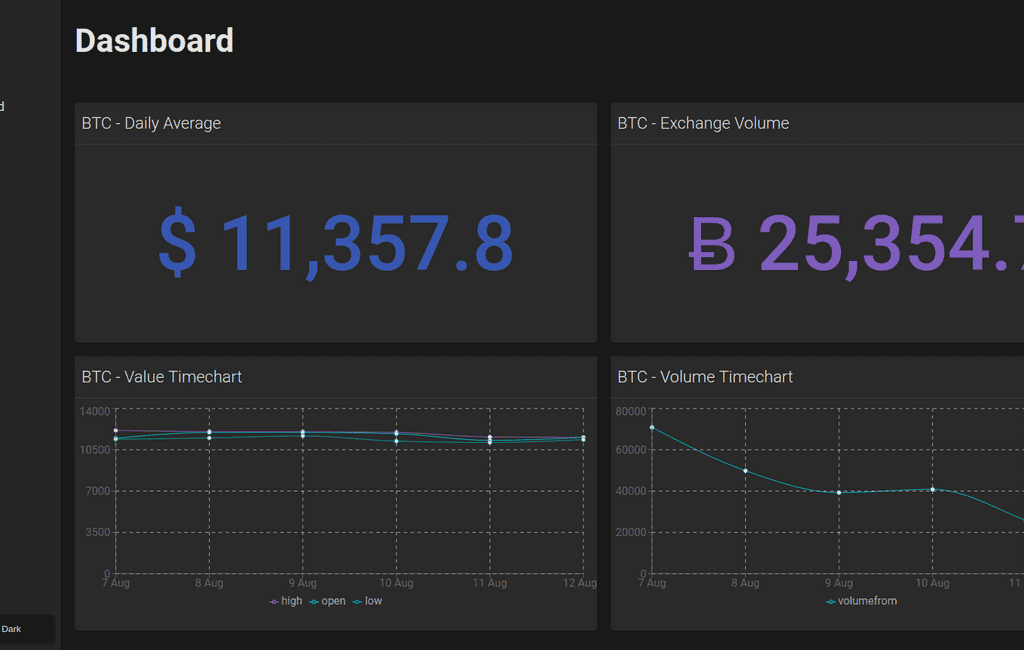 Dashboard
d
BTC - Daily Average
$ 11,357.8
BTC - Exchange Volume
Ƀ 25,354.7
BTC - Value Timechart
14000
10500
7000
3500
0
7 Aug 8 Aug 9 Aug 10 Aug 11 Aug 12 Aug
high open low
BTC - Volume Timechart
80000
60000
40000
20000
0
7 Aug 8 Aug 9 Aug 10 Aug 11
volumefrom
Dark